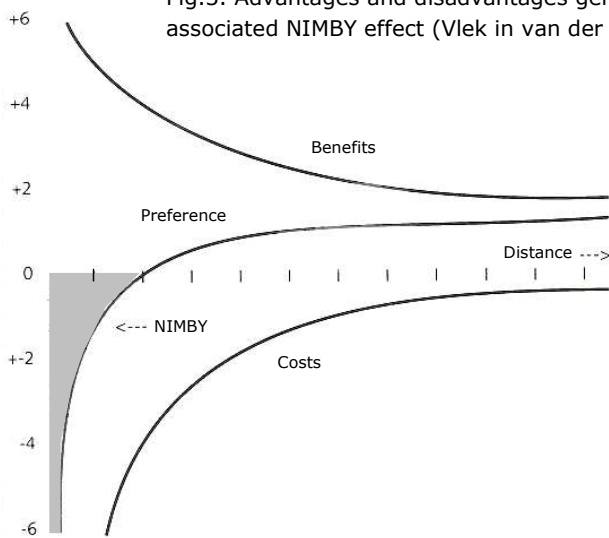 Fig.3. Advantages and disadvantages ge
associated NIMBY effect (Vlek in van der
+6
+4
Benefits
+2
Preference
Distance --->
0
<--- NIMBY
+-2
Costs
-4
-6